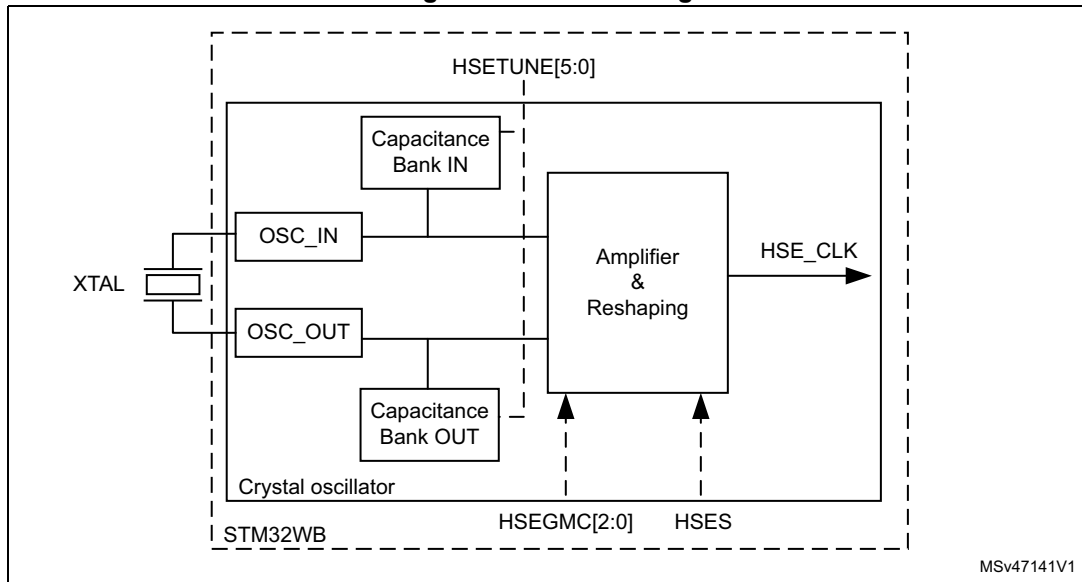 HSETUNE[5:0]
Capacitance
Bank IN
OSC_IN
XTAL
Amplifier
&
Reshaping
HSE_CLK
OSC_OUT
Capacitance
Bank OUT
Crystal oscillator
HSEGMC[2:0]
HSES
STM32WB
MSv47141V1